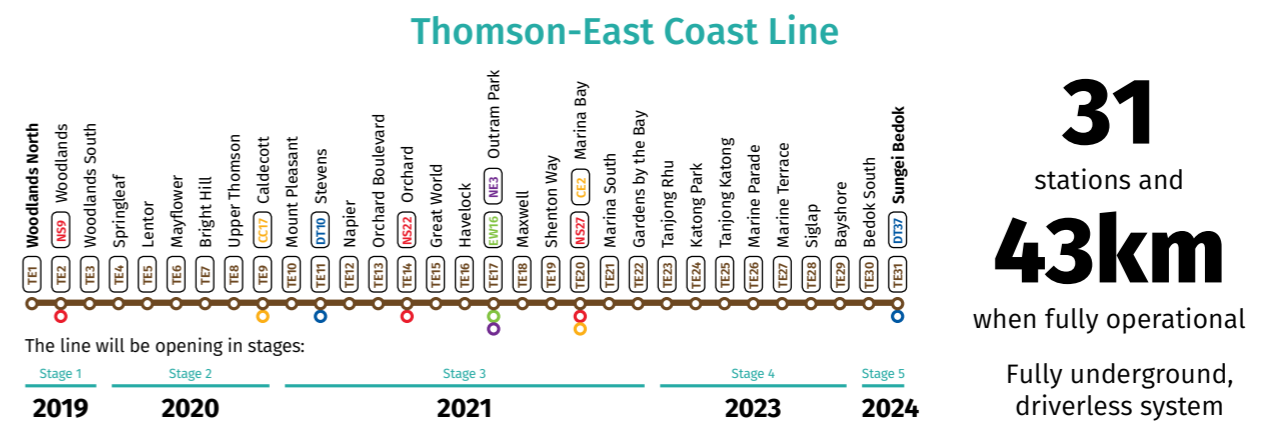 Thomson-East Coast Line
TE1 Woodlands North
TE2 NS9 Woodlands
TE3 Woodlands South
TE4 Springleaf
TE5 Lentor
TE6 Mayflower
TE7 Bright Hill
TE8 Upper Thomson
TE9 CC17 Caldecott
TE10 Mount Pleasant
TE11 DT10 Stevens
TE12 Napier
TE13 Orchard Boulevard
TE14 NS22 Orchard
TE15 Great World
TE16 Havelock
TE17 EW16 NE3 Outram Park
TE18 Maxwell
TE19 Shenton Way
TE20 NS27 CE2 Marina Bay
TE21 Marina South
TE22 Gardens by the Bay
TE23 Tanjong Rhu
TE24 Katong Park
TE25 Tanjong Katong
TE26 Marine Parade
TE27 Marine Terrace
TE28 Siglap
TE29 Bayshore
TE30 Bedok South
TE31 DT37 Sungei Bedok
The line will be opening in stages:
Stage 1
2019
Stage 2
2020
Stage 3
2021
Stage 4
2023
Stage 5
2024
31
stations and
43km
when fully operational
Fully underground,
driverless system